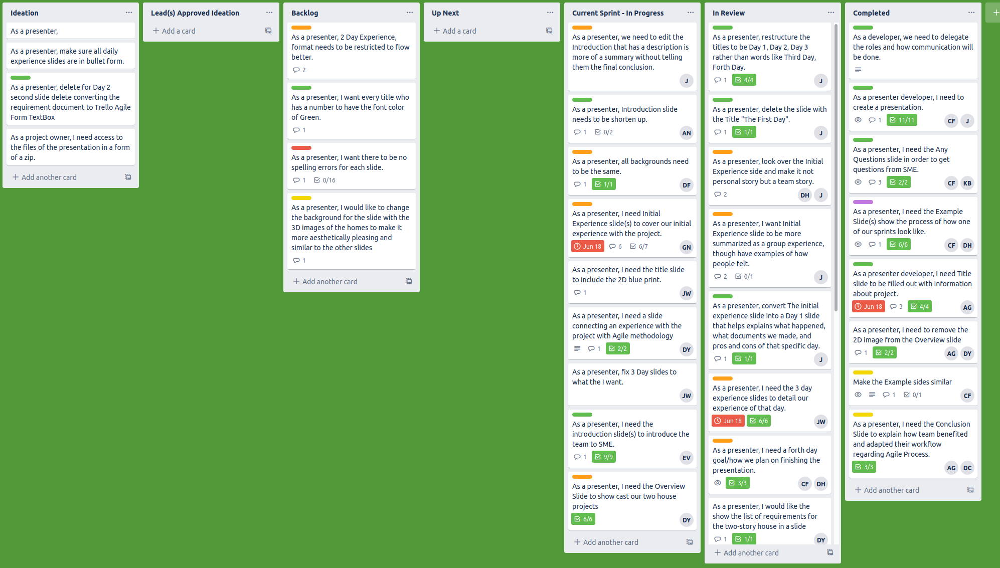 Ideation
As a presenter,
As a presenter, make sure all daily
experience slides are in bullet form.
As a presenter, delete for Day 2
second slide delete converting the
requirement document to Trello Agile
Form TextBox
As a project owner, I need access to
the files of the presentation in a form
of a zip.
+ Add another card
Lead(s) Approved Ideation
+ Add a card
Backlog
As a presenter, 2 Day Experience,
format needs to be restricted to flow
better.
2
As a presenter, I want every title who
has a number to have the font color
of Green.
1
As a presenter, I want there to be no
spelling errors for each slide.
1 0/16
As a presenter, I would like to change
the background for the slide with the
3D images of the homes to make it
more aesthetically pleasing and
similar to the other slides
1
+ Add another card
Up Next
+ Add a card
Current Sprint - In Progress
As a presenter, we need to edit the
Introduction that has a description is
more of a summary without telling
them the final conclusion.
J
As a presenter, Introduction slide
needs to be shorten up.
1 0/2 AN
As a presenter, all backgrounds need
to be the same.
1 1/1 DF
As a presenter, I need Initial
Experience slide(s) to cover our initial
experience with the project.
Jun 18 6 6/7 GN
As a presenter, I need the title slide
to include the 2D blue print.
1 JW
As a presenter, I need a slide
connecting an experience with the
project with Agile methodology
1 2/2 DY
As a presenter, fix 3 Day slides to
what the I want.
JW
As a presenter, I need the
introduction slide(s) to introduce the
team to SME.
1 9/9 EV
As a presenter, I need the Overview
Slide to show cast our two house
projects
6/6 DY
+ Add another card
In Review
As a presenter, restructure the
titles to be Day 1, Day 2, Day 3
rather than words like Third Day,
Forth Day.
1 4/4 J
As a presenter, delete the slide with
the Title "The First Day".
1 1/1 J
As a presenter, look over the Initial
Experience side and make it not
personal story but a team story.
2 DH J
As a presenter, I want Initial
Experience slide to be more
summarized as a group experience,
though have examples of how
people felt.
2 0/1 J
As a presenter, convert The initial
experience slide into a Day 1 slide
that helps explains what happened,
what documents we made, and
pros and cons of that specific day.
1 1/1 J
As a presenter, I need the 3 day
experience slides to detail our
experience of that day.
Jun 18 6/6 JW
As a presenter, I need a forth day
goal/how we plan on finishing the
presentation.
3/3 CF DH
As a presenter, I would like the
show the list of requirements for
the two-story house in a slide
1 1/1 DY
+ Add another card
Completed
As a developer, we need to delegate
the roles and how communication will
be done.
As a presenter developer, I need to
create a presentation.
1 11/11 CF J
As a presenter, I need the Any
Questions slide in order to get
questions from SME.
3 2/2 CF KB
As a presenter, I need the Example
Slide(s) show the process of how one
of our sprints look like.
1 6/6 CF DH
As a presenter developer, I need Title
slide to be filled out with information
about project.
Jun 18 3 4/4 AG
As a presenter, I need to remove the
2D image from the Overview slide
1 2/2 AG DY
Make the Example sides similar
1 0/1 CF
As a presenter, I need the Conclusion
Slide to explain how team benefited
and adapted their workflow
regarding Agile Process.
3/3 AG DC
+ Add another card